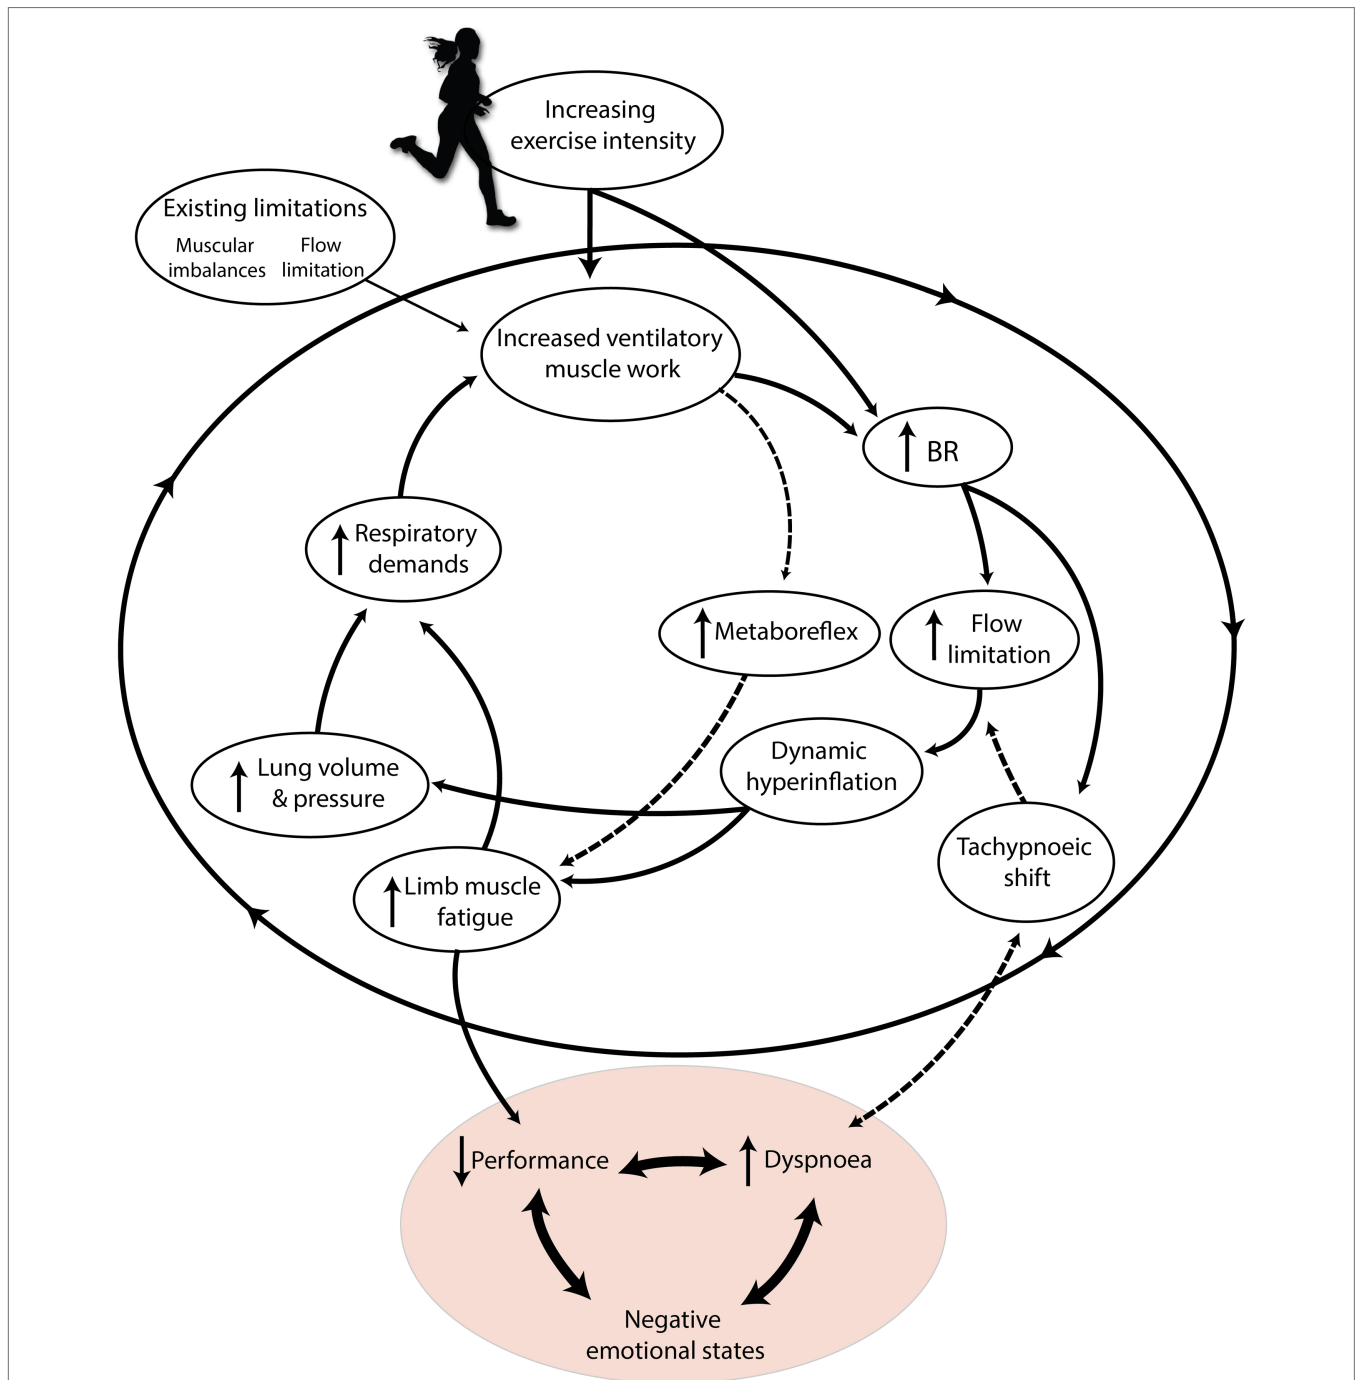 Increasing
exercise intensity
Existing limitations
Muscular
imbalances
Flow
limitation
Increased ventilatory
muscle work
BR
Respiratory
demands
Metaboreflex
Flow
limitation
Lung volume
& pressure
Dynamic
hyperinflation
Tachypnoeic
shift
Limb muscle
fatigue
Performance
Dyspnoea
Negative
emotional states